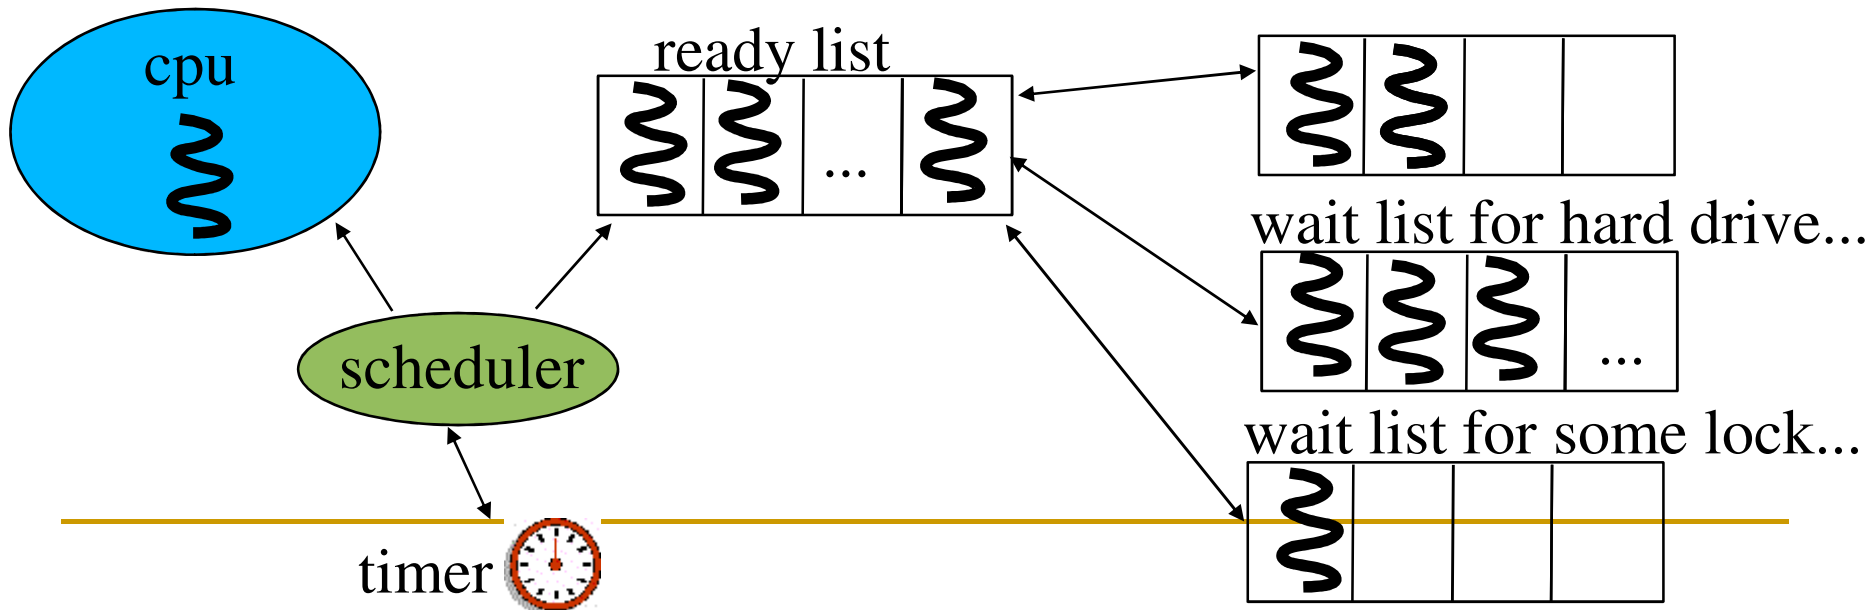 cpu
ready list
...
wait list for hard drive...
scheduler
...
wait list for some lock...
timer